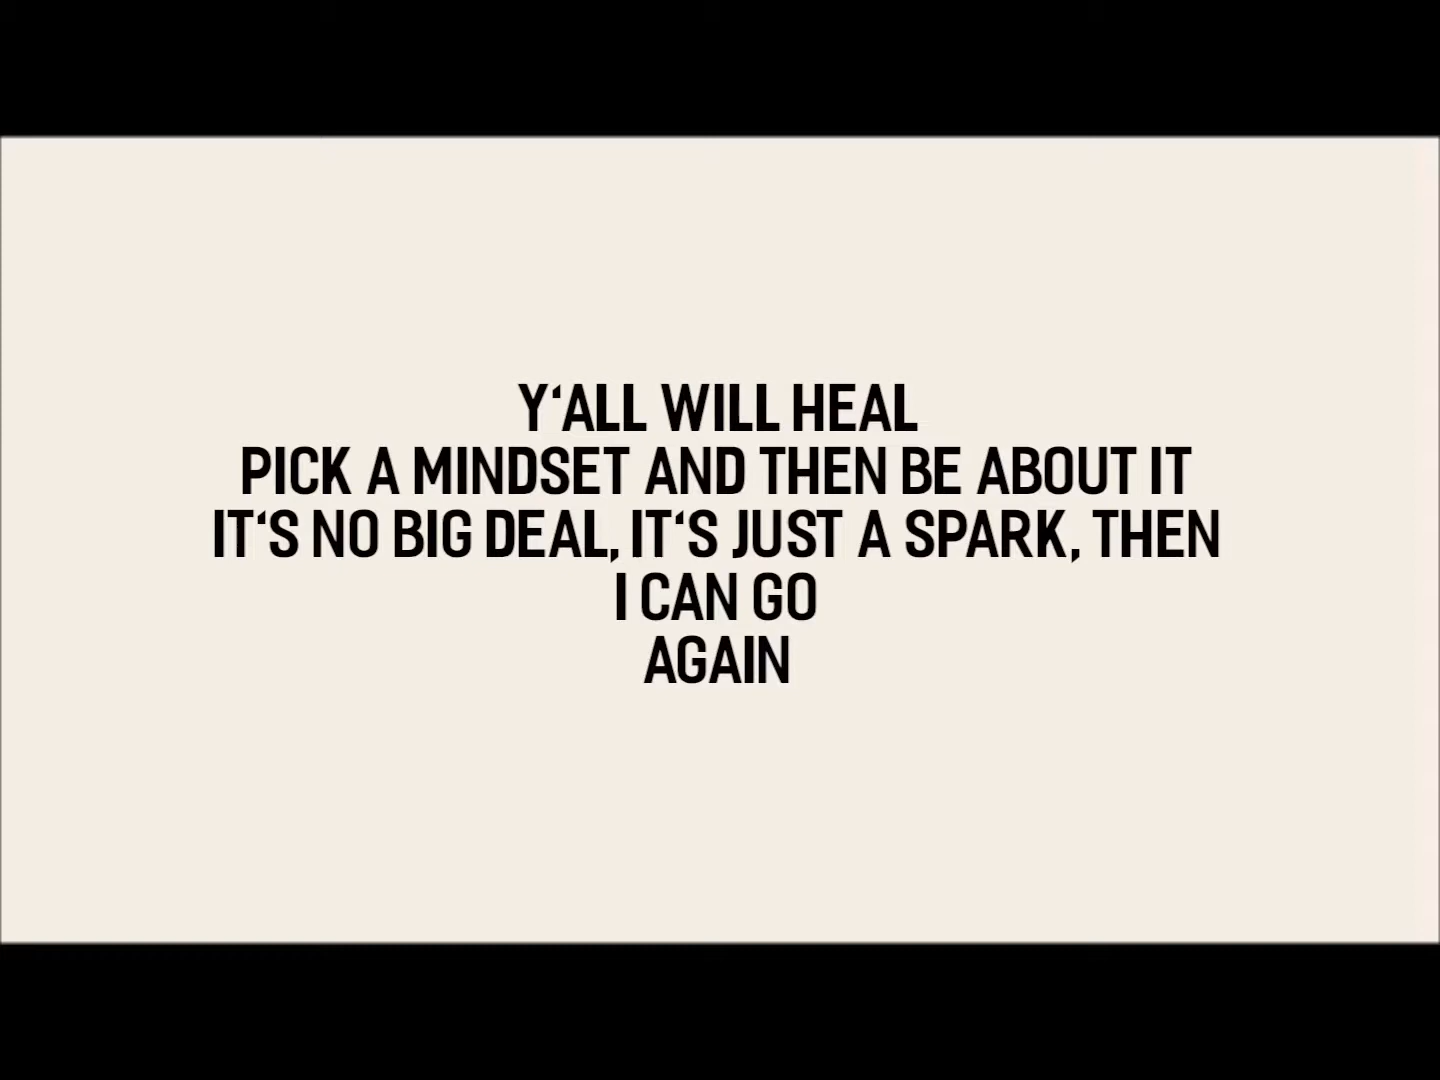 Y‘ALL WILL HEAL
PICK A MINDSET AND THEN BE ABOUT IT
IT‘S NO BIG DEAL, IT‘S JUST A SPARK, THEN
I CAN GO
AGAIN